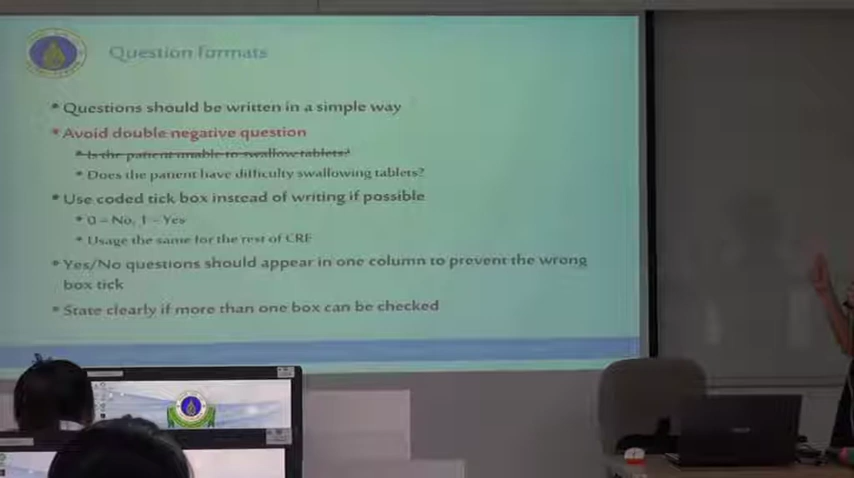 Question formats
* Questions should be written in a simple way
* Avoid double negative question
* Is the patient unable to swallow tablets?
* Does the patient have difficulty swallowing tablets?
* Use coded tick box instead of writing if possible
* 0 – No, 1 – Yes
* Usage the same for the rest of CRF
* Yes/No questions should appear in one column to prevent the wrong
box tick
* State clearly if more than one box can be checked